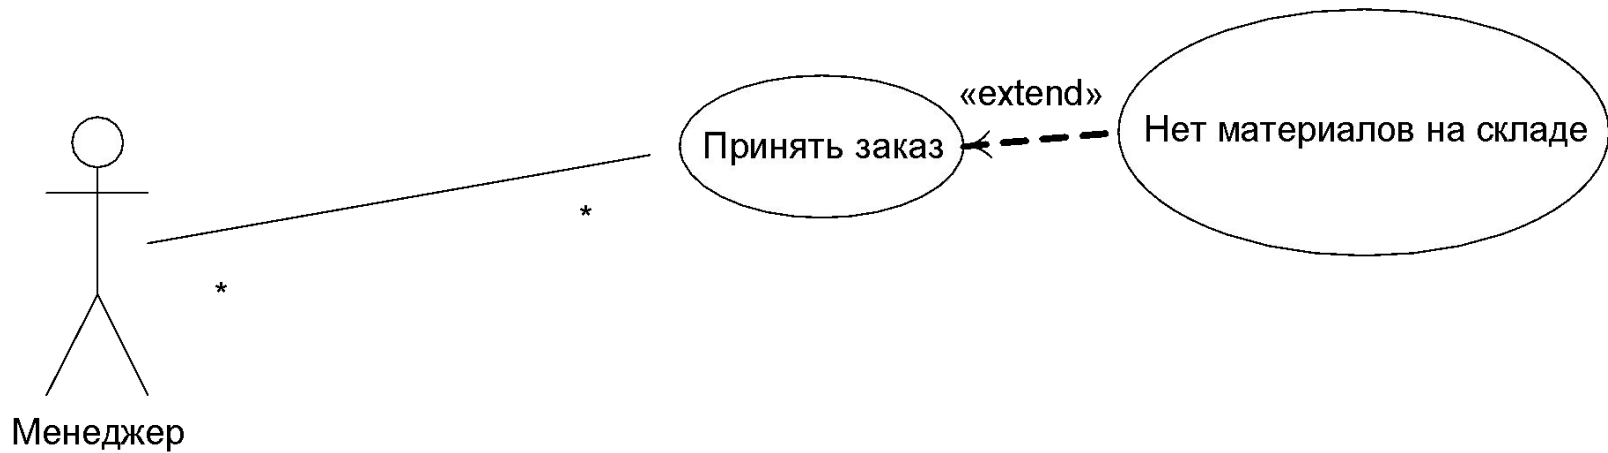 «extend»
Принять заказ
Нет материалов на складе
*
*
Менеджер